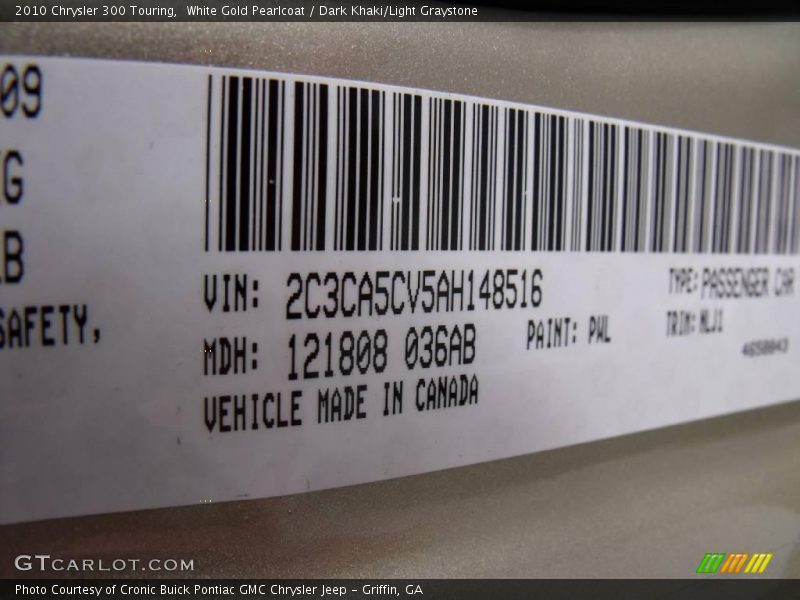 2010 Chrysler 300 Touring, White Gold Pearlcoat / Dark Khaki/Light Graystone
09
G
B
SAFETY,
VIN: 2C3CA5CV5AH148516 TYPE: PASSENGER CAR
MDH: 121808 036AB PAINT: PWL TRIM: MLJ1
VEHICLE MADE IN CANADA
GTCARLOT.COM
Photo Courtesy of Cronic Buick Pontiac GMC Chrysler Jeep - Griffin, GA